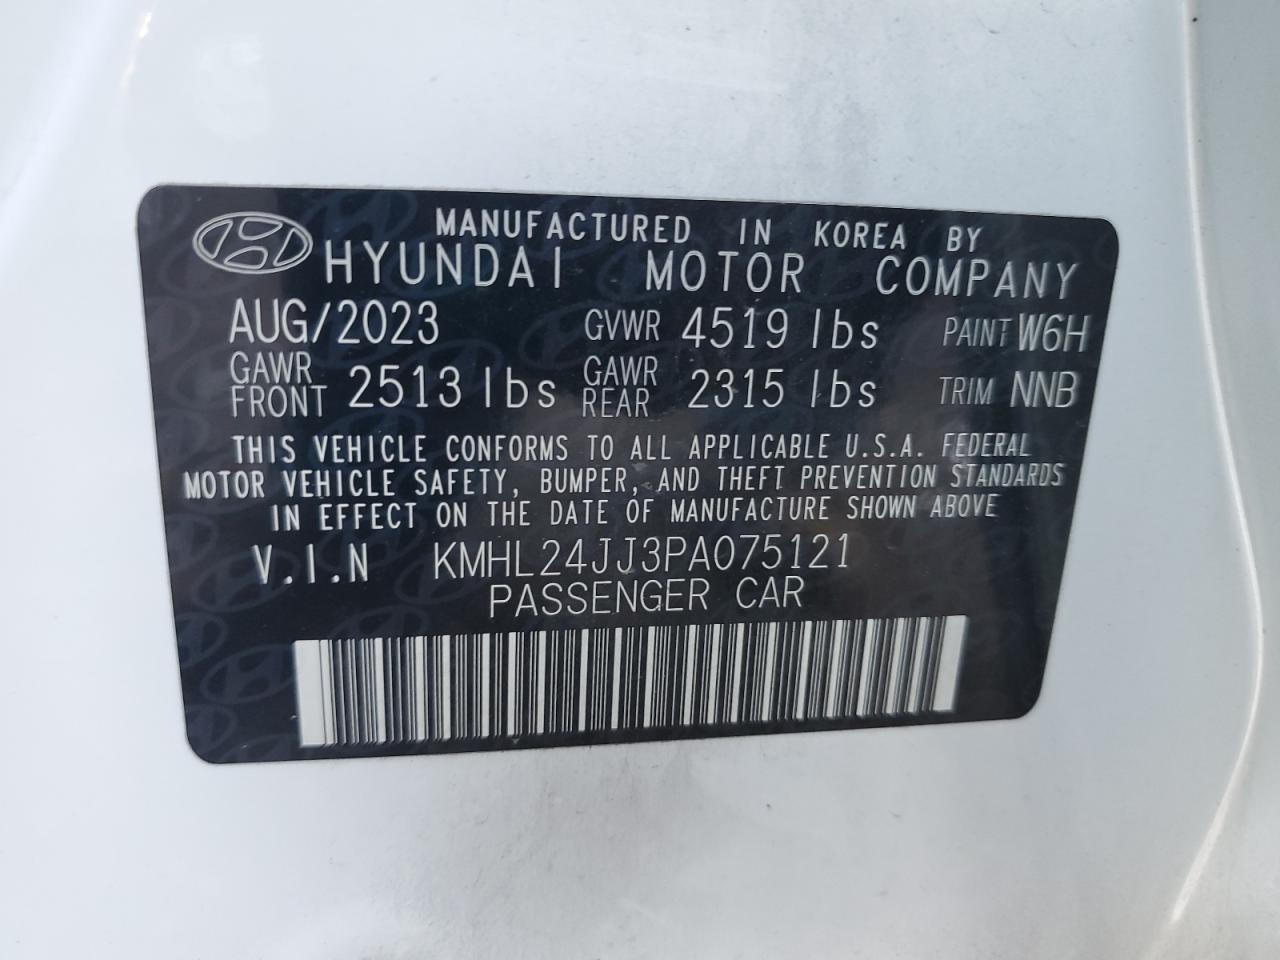 MANUFACTURED IN KOREA BY
HYUNDAI MOTOR COMPANY
AUG/2023 GVWR 4519 lbs PAINT W6H
GAWR FRONT 2513 lbs GAWR REAR 2315 lbs TRIM NNB
THIS VEHICLE CONFORMS TO ALL APPLICABLE U.S.A. FEDERAL
MOTOR VEHICLE SAFETY, BUMPER, AND THEFT PREVENTION STANDARDS
IN EFFECT ON THE DATE OF MANUFACTURE SHOWN ABOVE
V.I.N KMHL24JJ3PA075121
PASSENGER CAR